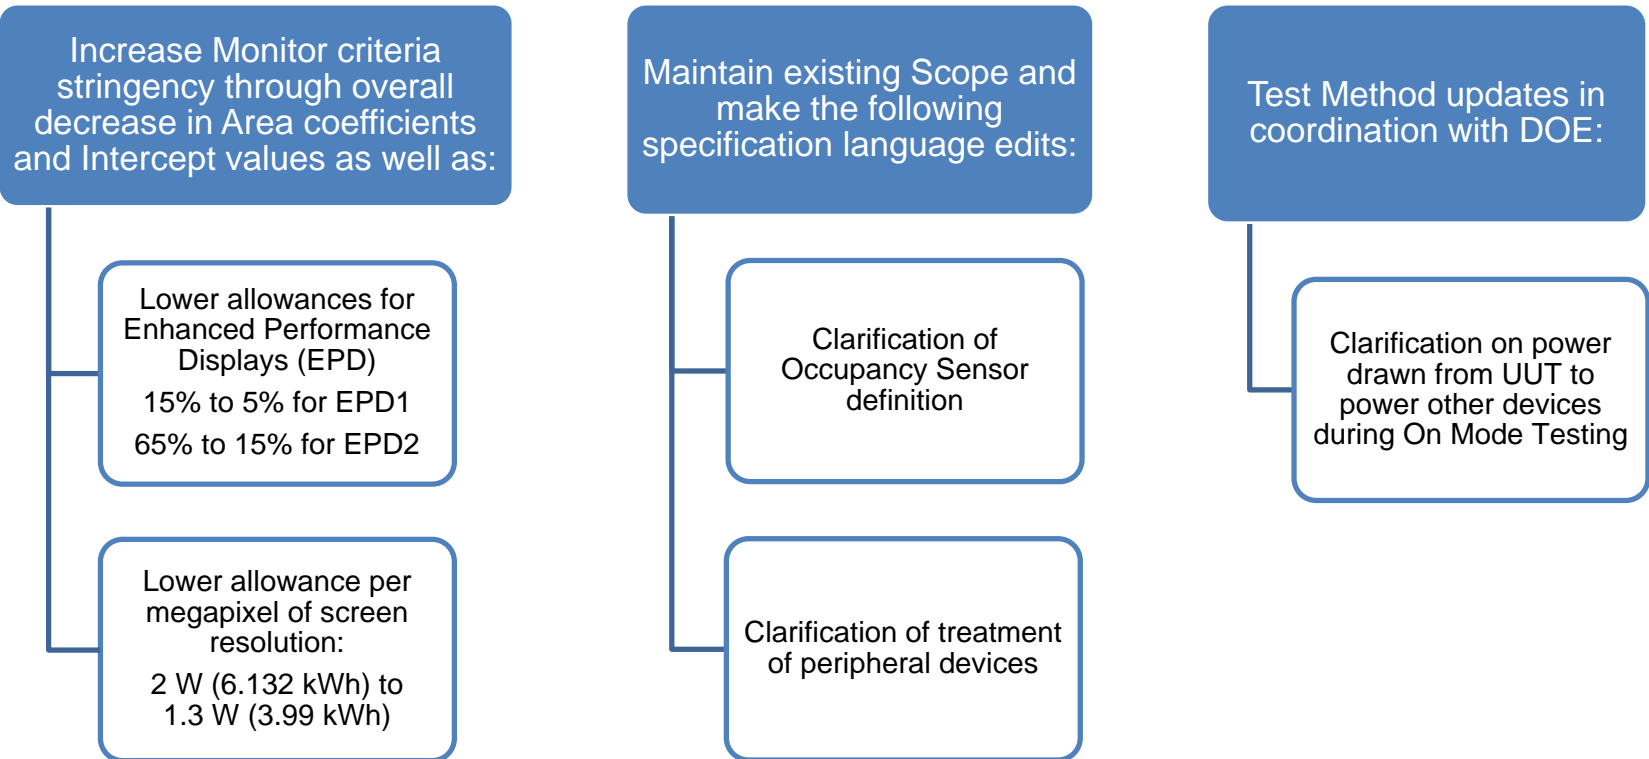 Increase Monitor criteria
stringency through overall
decrease in Area coefficients
and Intercept values as well as:
Lower allowances for
Enhanced Performance
Displays (EPD)
15% to 5% for EPD1
65% to 15% for EPD2
Lower allowance per
megapixel of screen
resolution:
2 W (6.132 kWh) to
1.3 W (3.99 kWh)
Maintain existing Scope and
make the following
specification language edits:
Clarification of
Occupancy Sensor
definition
Clarification of treatment
of peripheral devices
Test Method updates in
coordination with DOE:
Clarification on power
drawn from UUT to
power other devices
during On Mode Testing